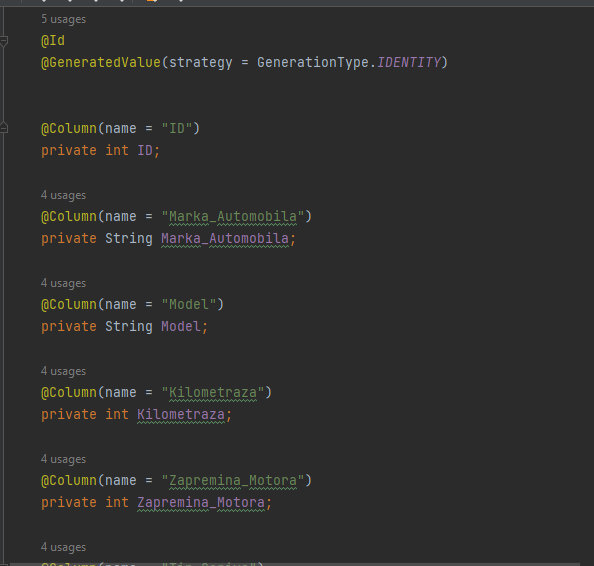 5 usages
@Id
@GeneratedValue(strategy = GenerationType.IDENTITY)
@Column(name = "ID")
private int ID;
4 usages
@Column(name = "Marka_Automobila")
private String Marka_Automobila;
4 usages
@Column(name = "Model")
private String Model;
4 usages
@Column(name = "Kilometraza")
private int Kilometraza;
4 usages
@Column(name = "Zapremina_Motora")
private int Zapremina_Motora;
4 usages